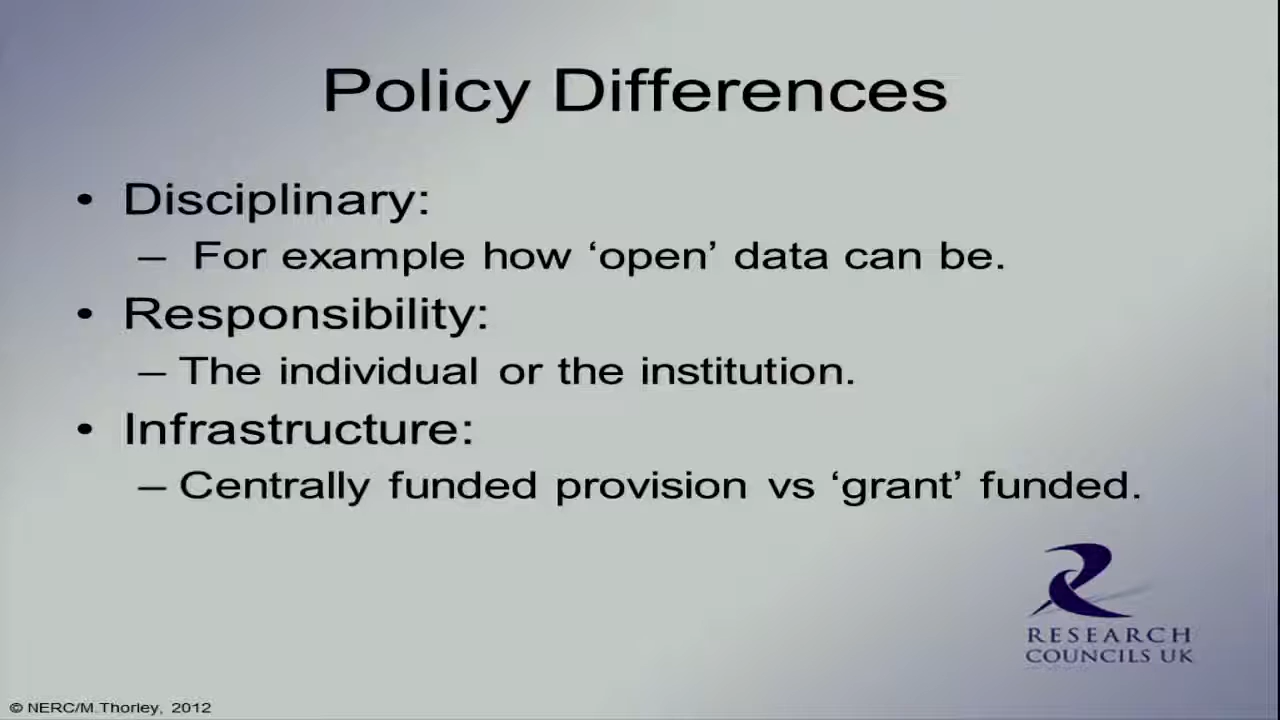 Policy Differences
• Disciplinary:
– For example how ‘open’ data can be.
• Responsibility:
– The individual or the institution.
• Infrastructure:
– Centrally funded provision vs ‘grant’ funded.
RESEARCH
COUNCILS UK
© NERC/M.Thorley, 2012